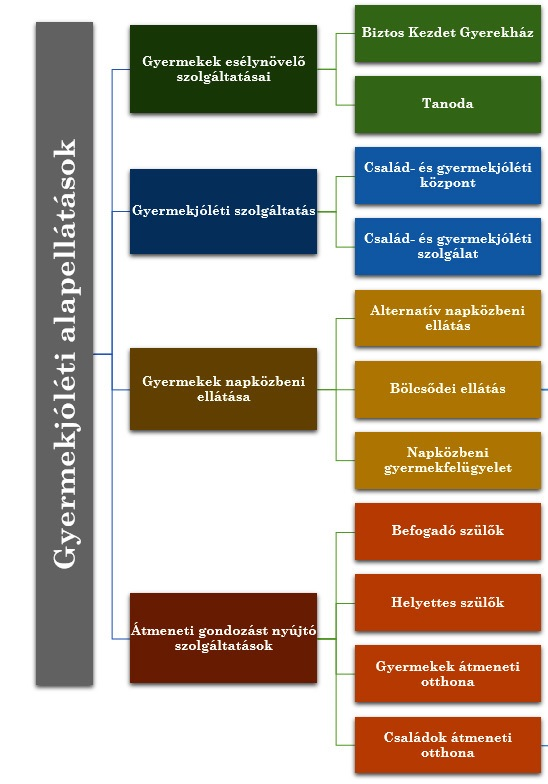 Gyermekjóléti alapellátások
Gyermekek esélynövelő
szolgáltatásai
Biztos Kezdet Gyerekház
Tanoda
Gyermekjóléti szolgáltatás
Család- és gyermekjóléti
központ
Család- és gyermekjóléti
szolgálat
Gyermekek napközbeni
ellátása
Alternatív napközbeni
ellátás
Bölcsődei ellátás
Napközbeni
gyermekfelügyelet
Átmeneti gondozást nyújtó
szolgáltatások
Befogadó szülők
Helyettes szülők
Gyermekek átmeneti
otthona
Családok átmeneti
otthona